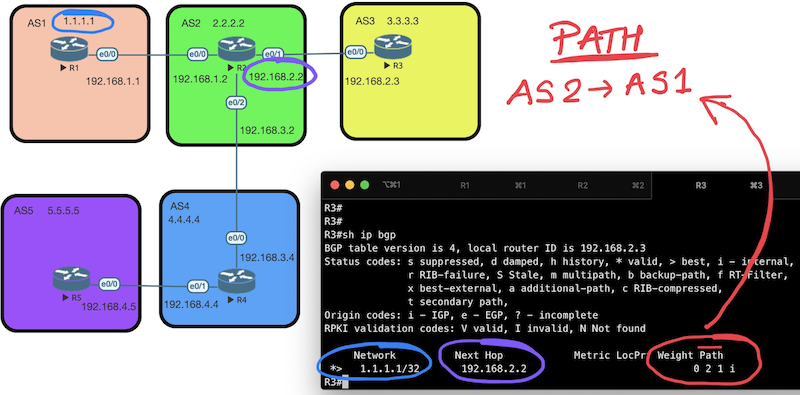 AS1 1.1.1.1
e0/0
R1
192.168.1.1
AS2 2.2.2.2
e0/0
e0/1
R2
192.168.1.2
192.168.2.2
e0/2
192.168.3.2
AS3 3.3.3.3
e0/0
R3
192.168.2.3
PATH
AS2→AS1
AS5 5.5.5.5
e0/0
R5
192.168.4.5
AS4
4.4.4.4
e0/0
192.168.3.4
e0/1
R4
192.168.4.4
⌥⌘1 R1 ⌘1 R2 ⌘2 R3 ⌘3
R3#
R3#
R3#sh ip bgp
BGP table version is 4, local router ID is 192.168.2.3
Status codes: s suppressed, d damped, h history, * valid, > best, i - internal,
r RIB-failure, S Stale, m multipath, b backup-path, f RT-Filter,
x best-external, a additional-path, c RIB-compressed,
t secondary path,
Origin codes: i - IGP, e - EGP, ? - incomplete
RPKI validation codes: V valid, I invalid, N Not found
Network Next Hop Metric LocPr Weight Path
*> 1.1.1.1/32 192.168.2.2 0 2 1 i
R3#